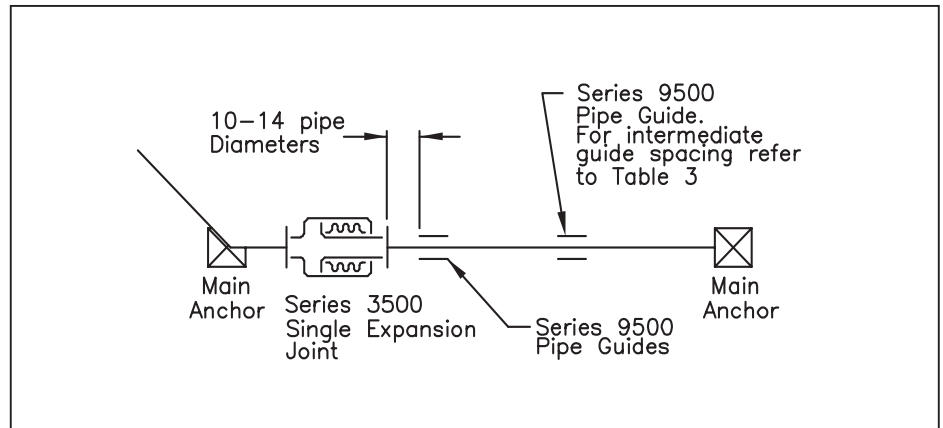 10-14 pipe
Diameters
Series 9500
Pipe Guide.
For intermediate
guide spacing refer
to Table 3
Main
Anchor
Series 3500
Single Expansion
Joint
Series 9500
Pipe Guides
Main
Anchor